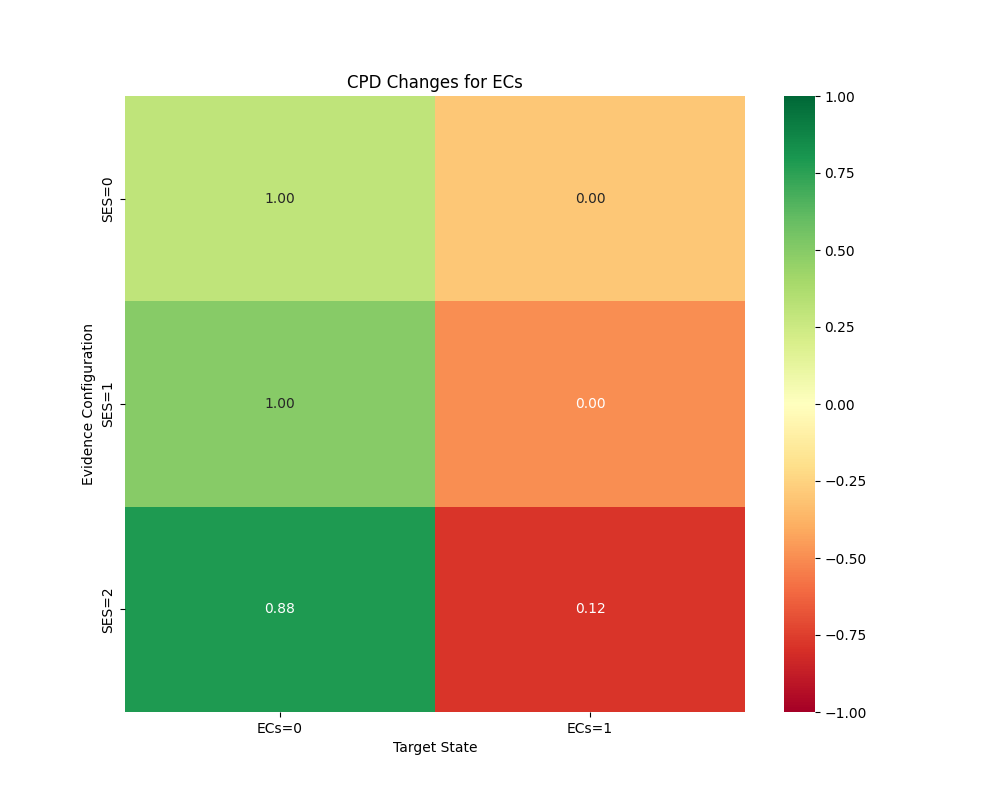 CPD Changes for ECs
Evidence Configuration
SES=0
1.00
0.00
SES=1
1.00
0.00
SES=2
0.88
0.12
ECs=0
ECs=1
Target State
1.00
0.75
0.50
0.25
0.00
−0.25
−0.50
−0.75
−1.00